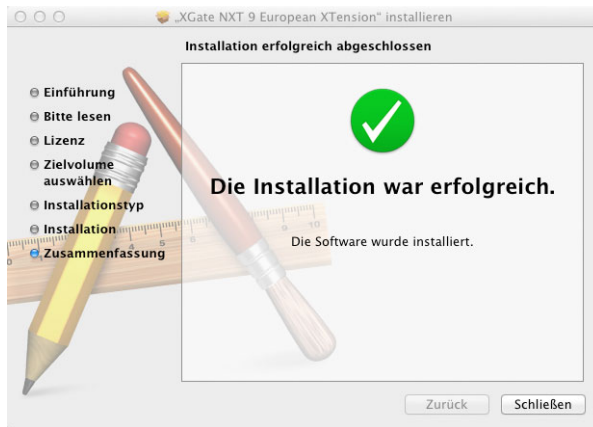 „XGate NXT 9 European XTension“ installieren
Installation erfolgreich abgeschlossen
Einführung
Bitte lesen
Lizenz
Zielvolume
auswählen
Installationstyp
Installation
Zusammenfassung
Die Installation war erfolgreich.
Die Software wurde installiert.
Zurück
Schließen